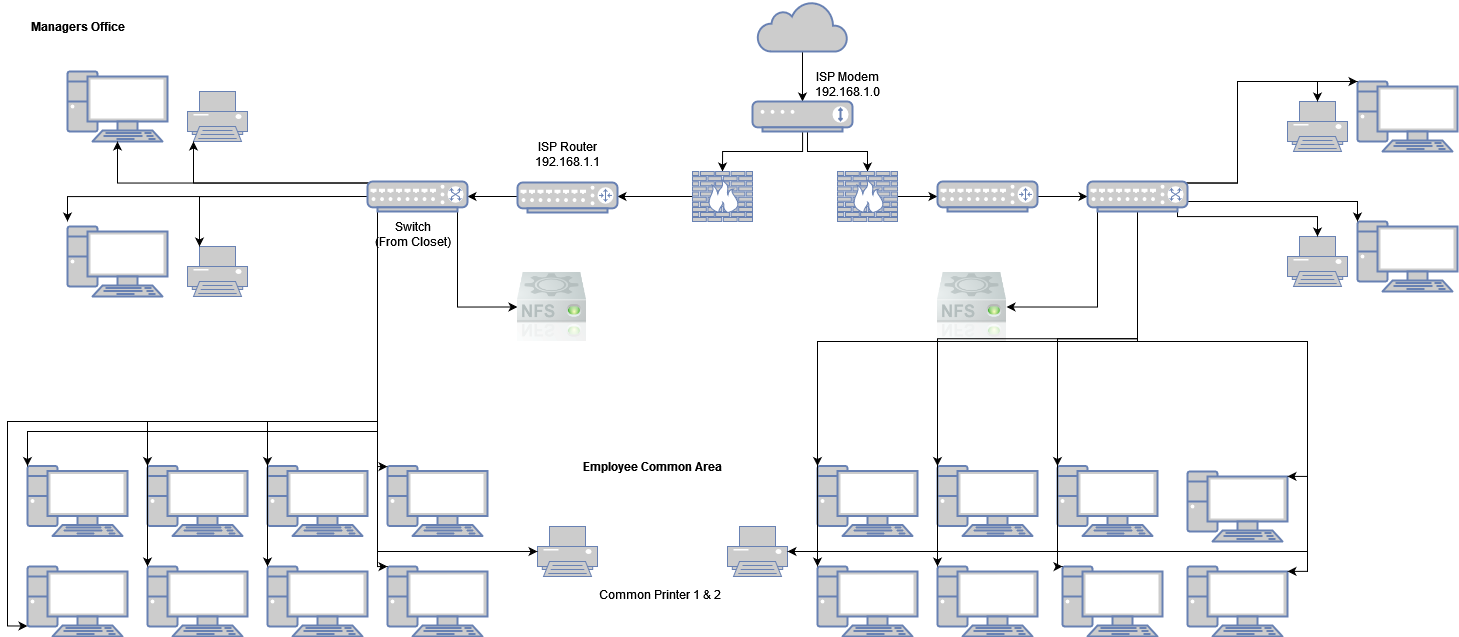 Managers Office
ISP Modem
192.168.1.0
ISP Router
192.168.1.1
Switch
(From Closet)
NFS
NFS
Employee Common Area
Common Printer 1 & 2